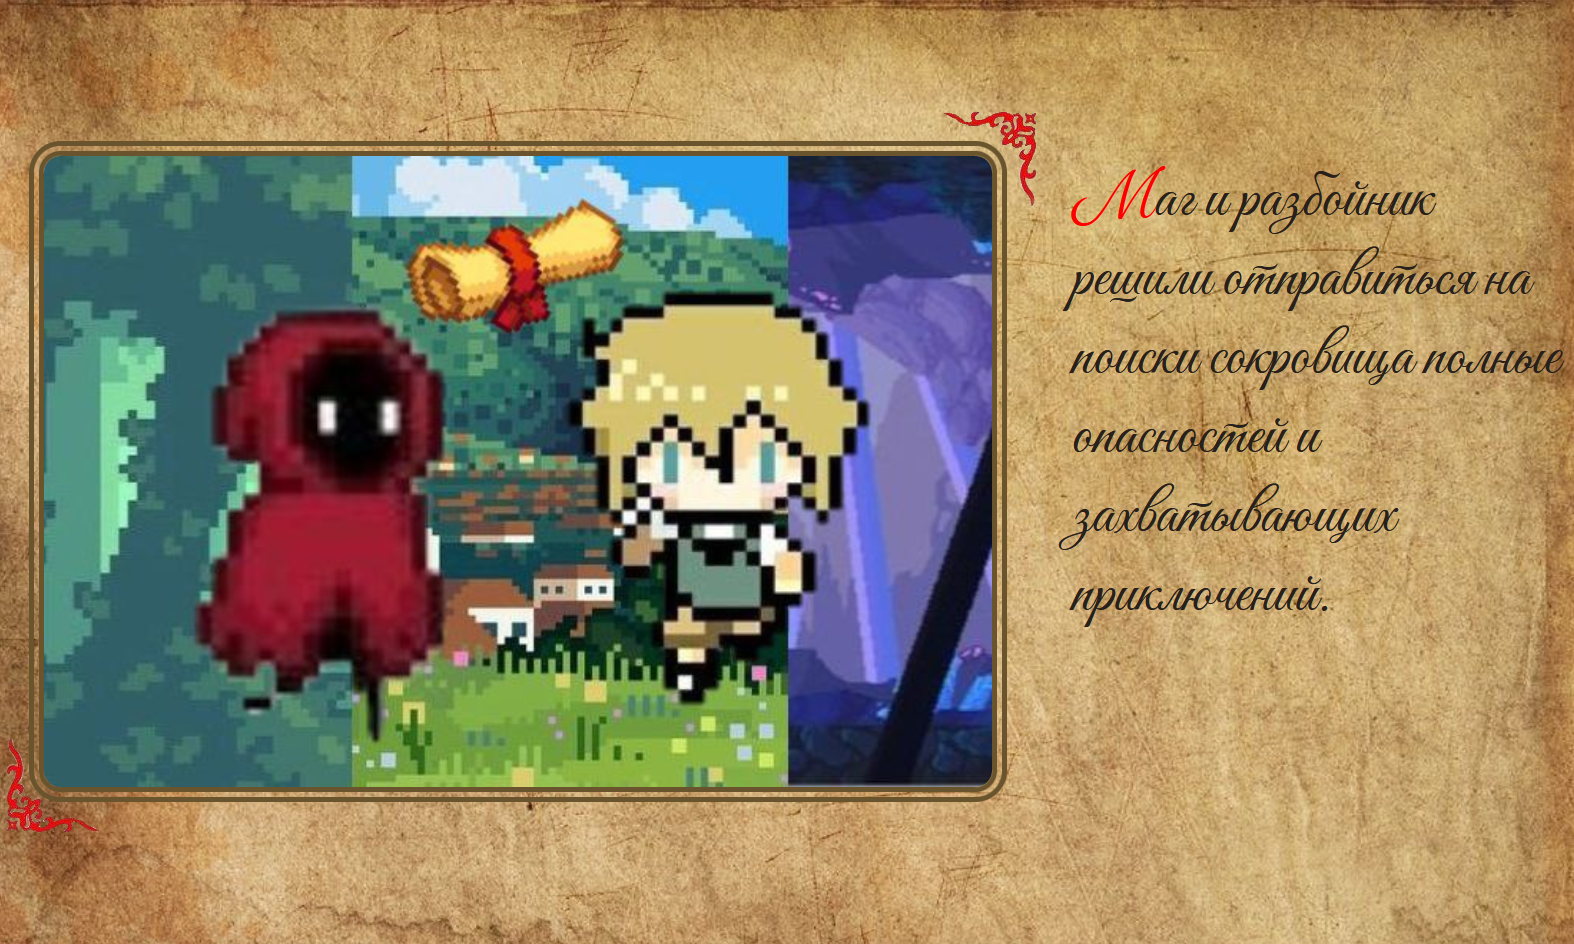 Маг и разбойник
решили отправиться на
поиски сокровища полные
опасностей и
захватывающих
приключений.